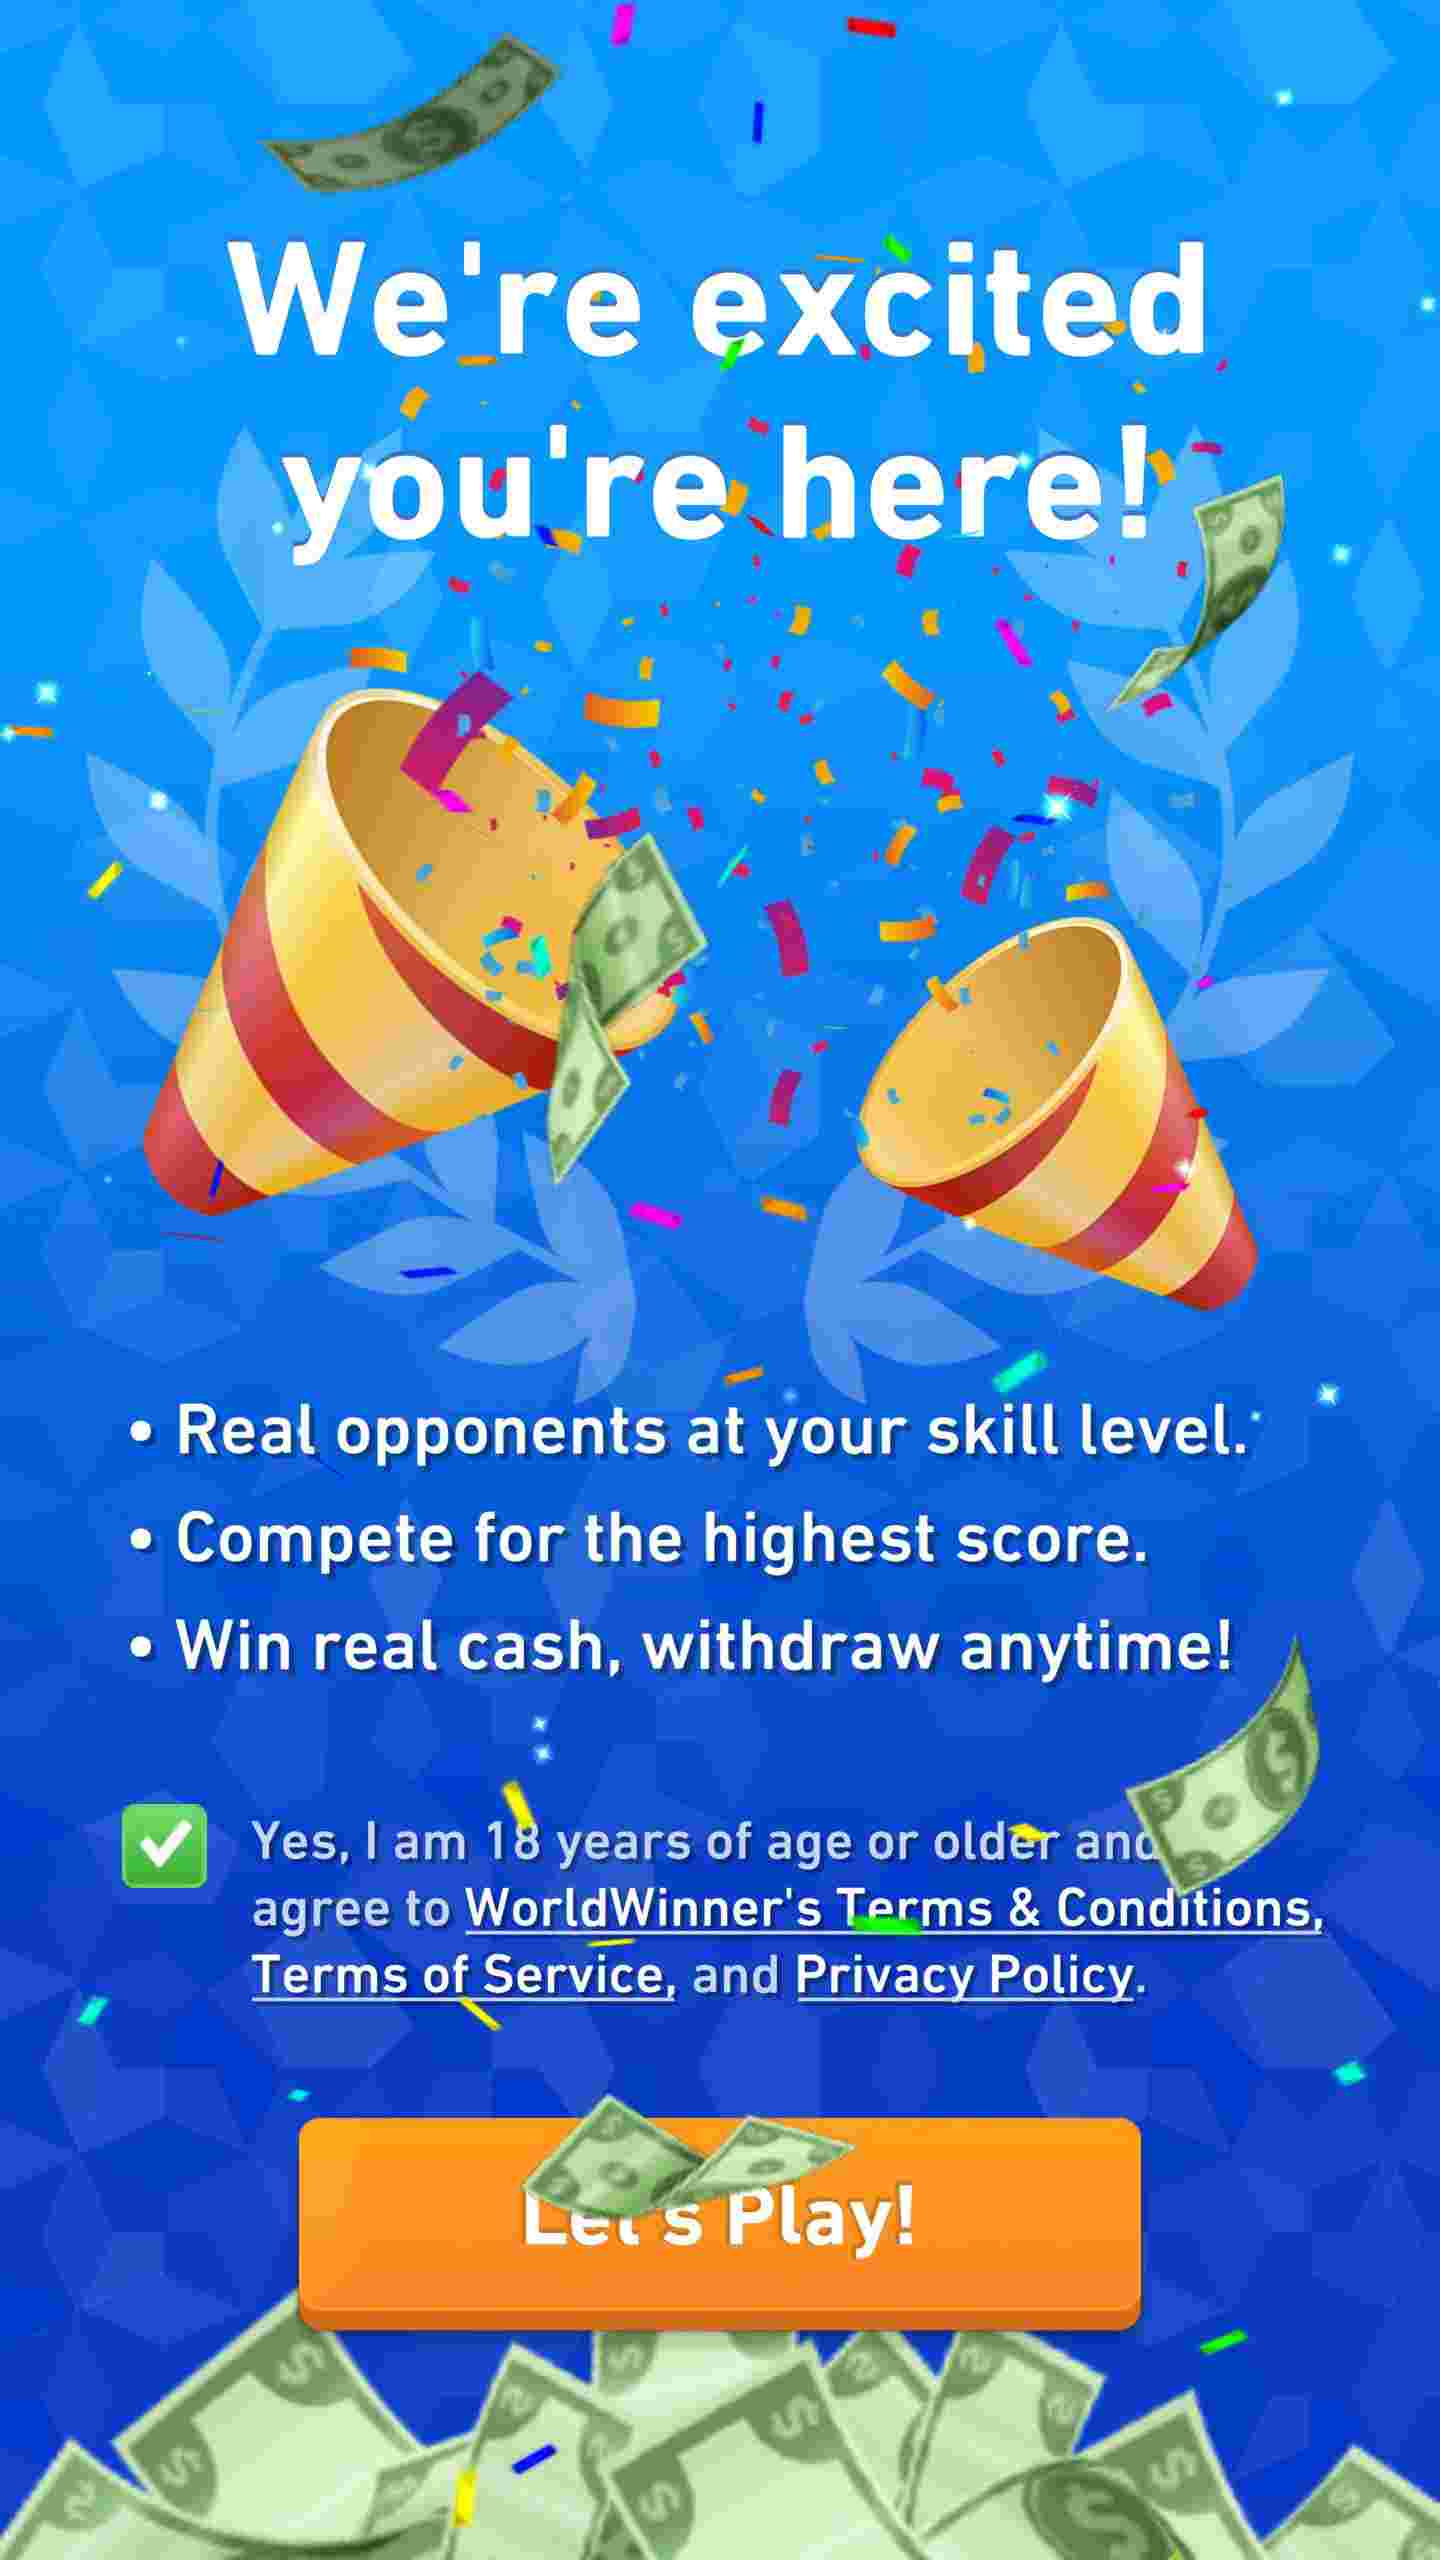 We're excited
you're here!
• Real opponents at your skill level.
• Compete for the highest score.
• Win real cash, withdraw anytime!
Yes, I am 18 years of age or older and
agree to WorldWinner's Terms & Conditions,
Terms of Service, and Privacy Policy.
Let's Play!